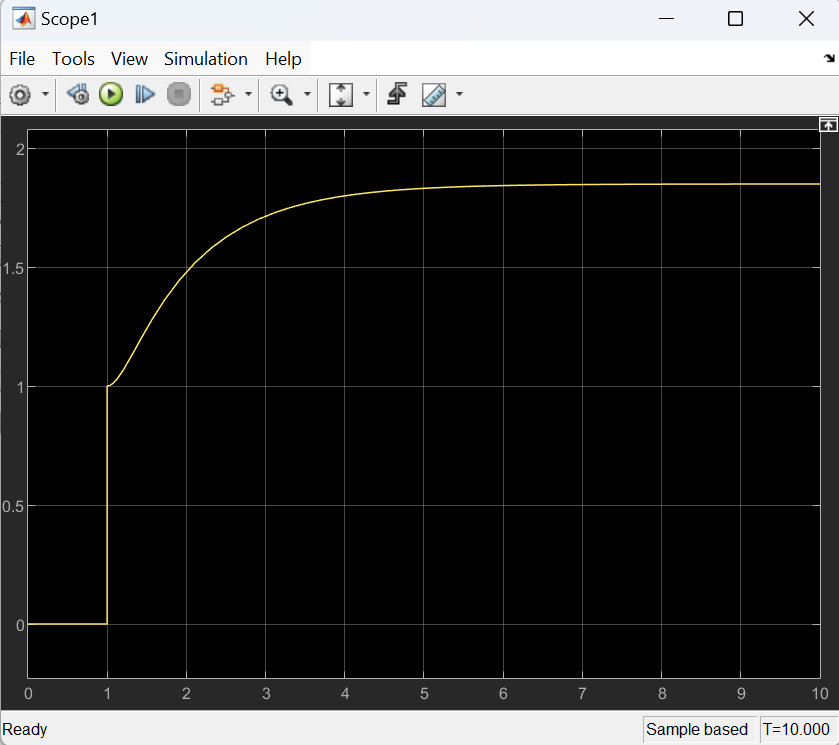 Scope1
File Tools View Simulation Help
2
1.5
1
0.5
0
0 1 2 3 4 5 6 7 8 9 10
Ready Sample based T=10.000